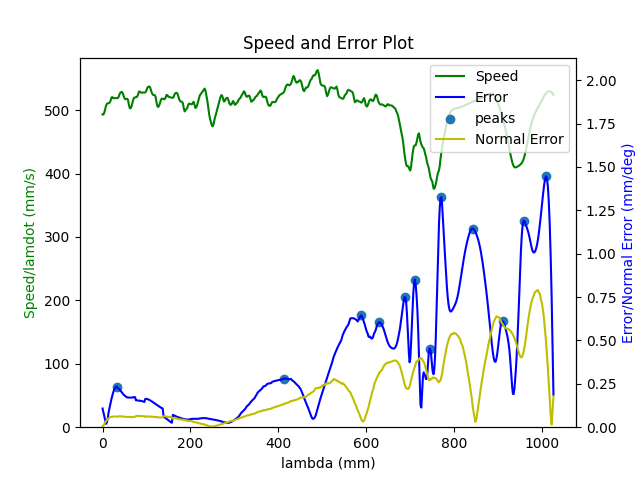 Speed and Error Plot
Speed
Error
peaks
Normal Error
Speed/lamdot (mm/s)
0
100
200
300
400
500
Error/Normal Error (mm/deg)
0.00
0.25
0.50
0.75
1.00
1.25
1.50
1.75
2.00
0
200
400
600
800
1000
lambda (mm)